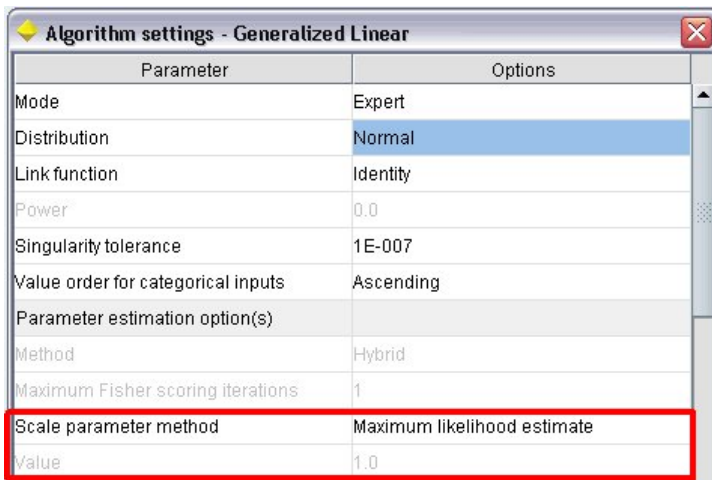 Algorithm settings - Generalized Linear
Parameter Options
Mode Expert
Distribution Normal
Link function Identity
Power 0.0
Singularity tolerance 1E-007
Value order for categorical inputs Ascending
Parameter estimation option(s)
Method Hybrid
Maximum Fisher scoring iterations 1
Scale parameter method Maximum likelihood estimate
Value 1.0